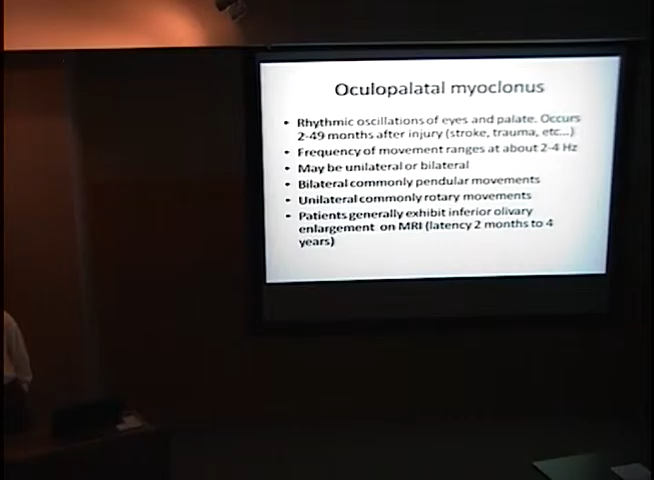 Oculopalatal myoclonus
• Rhythmic oscillations of eyes and palate. Occurs
2-49 months after injury (stroke, trauma, etc...)
• Frequency of movement ranges at about 2-4 Hz
• May be unilateral or bilateral
• Bilateral commonly pendular movements
• Unilateral commonly rotary movements
• Patients generally exhibit inferior olivary
enlargement on MRI (latency 2 months to 4
years)